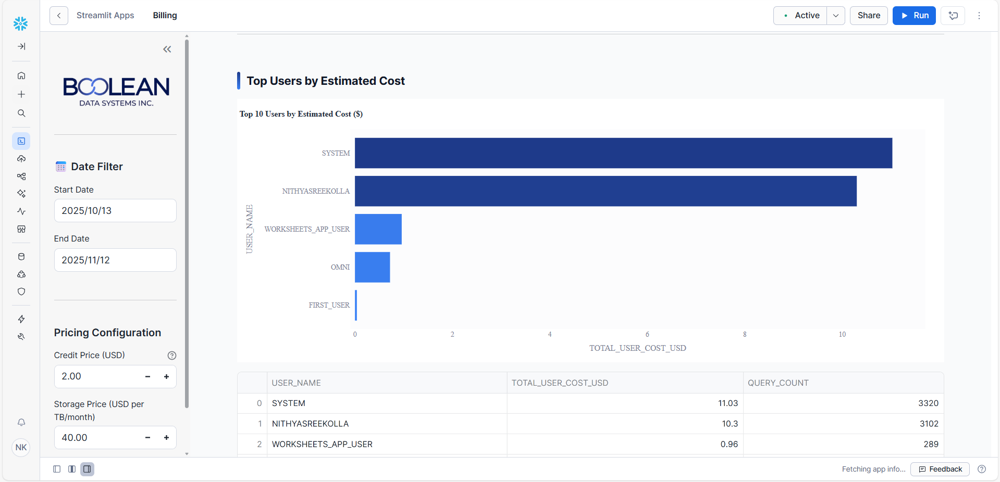 Streamlit Apps
Billing
Active
Share
Run
BOOLEAN
DATA SYSTEMS INC.
Date Filter
Start Date
2025/10/13
End Date
2025/11/12
Pricing Configuration
Credit Price (USD)
2.00
Storage Price (USD per
TB/month)
40.00
NK
Top Users by Estimated Cost
Top 10 Users by Estimated Cost ($)
USER_NAME
SYSTEM
NITHYASREEKOLLA
WORKSHEETS_APP_USER
OMNI
FIRST_USER
0 2 4 6 8 10
TOTAL_USER_COST_USD
USER_NAME TOTAL_USER_COST_USD QUERY_COUNT
0 SYSTEM 11.03 3320
1 NITHYASREEKOLLA 10.3 3102
2 WORKSHEETS_APP_USER 0.96 289
Fetching app info...
Feedback